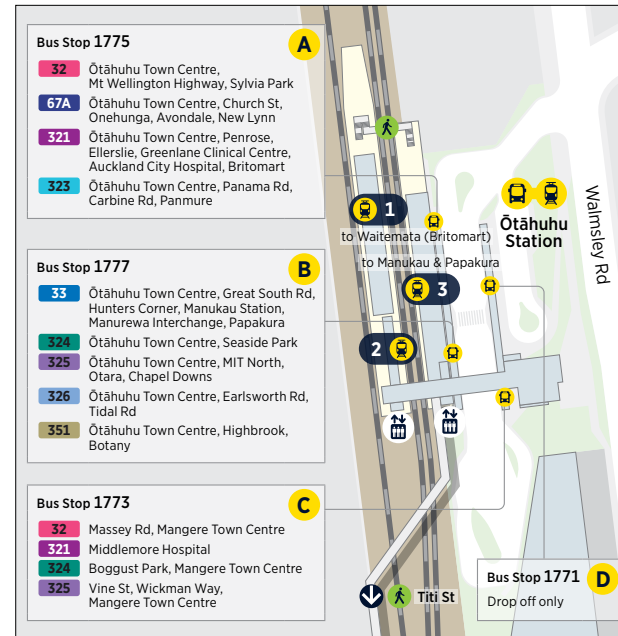 Bus Stop 1775 A
32 Ōtāhuhu Town Centre,
Mt Wellington Highway, Sylvia Park
67A Ōtāhuhu Town Centre, Church St,
Onehunga, Avondale, New Lynn
321 Ōtāhuhu Town Centre, Penrose,
Ellerslie, Greenlane Clinical Centre,
Auckland City Hospital, Britomart
323 Ōtāhuhu Town Centre, Panama Rd,
Carbine Rd, Panmure
Bus Stop 1777 B
33 Ōtāhuhu Town Centre, Great South Rd,
Hunters Corner, Manukau Station,
Manurewa Interchange, Papakura
324 Ōtāhuhu Town Centre, Seaside Park
325 Ōtāhuhu Town Centre, MIT North,
Otara, Chapel Downs
326 Ōtāhuhu Town Centre, Earlsworth Rd,
Tidal Rd
351 Ōtāhuhu Town Centre, Highbrook,
Botany
Bus Stop 1773 C
32 Massey Rd, Mangere Town Centre
321 Middlemore Hospital
324 Boggust Park, Mangere Town Centre
325 Vine St, Wickman Way,
Mangere Town Centre
1
to Waitemata (Britomart)
to Manukau & Papakura
3
2
Ōtāhuhu
Station
Walmsley Rd
Titi St
Bus Stop 1771 D
Drop off only